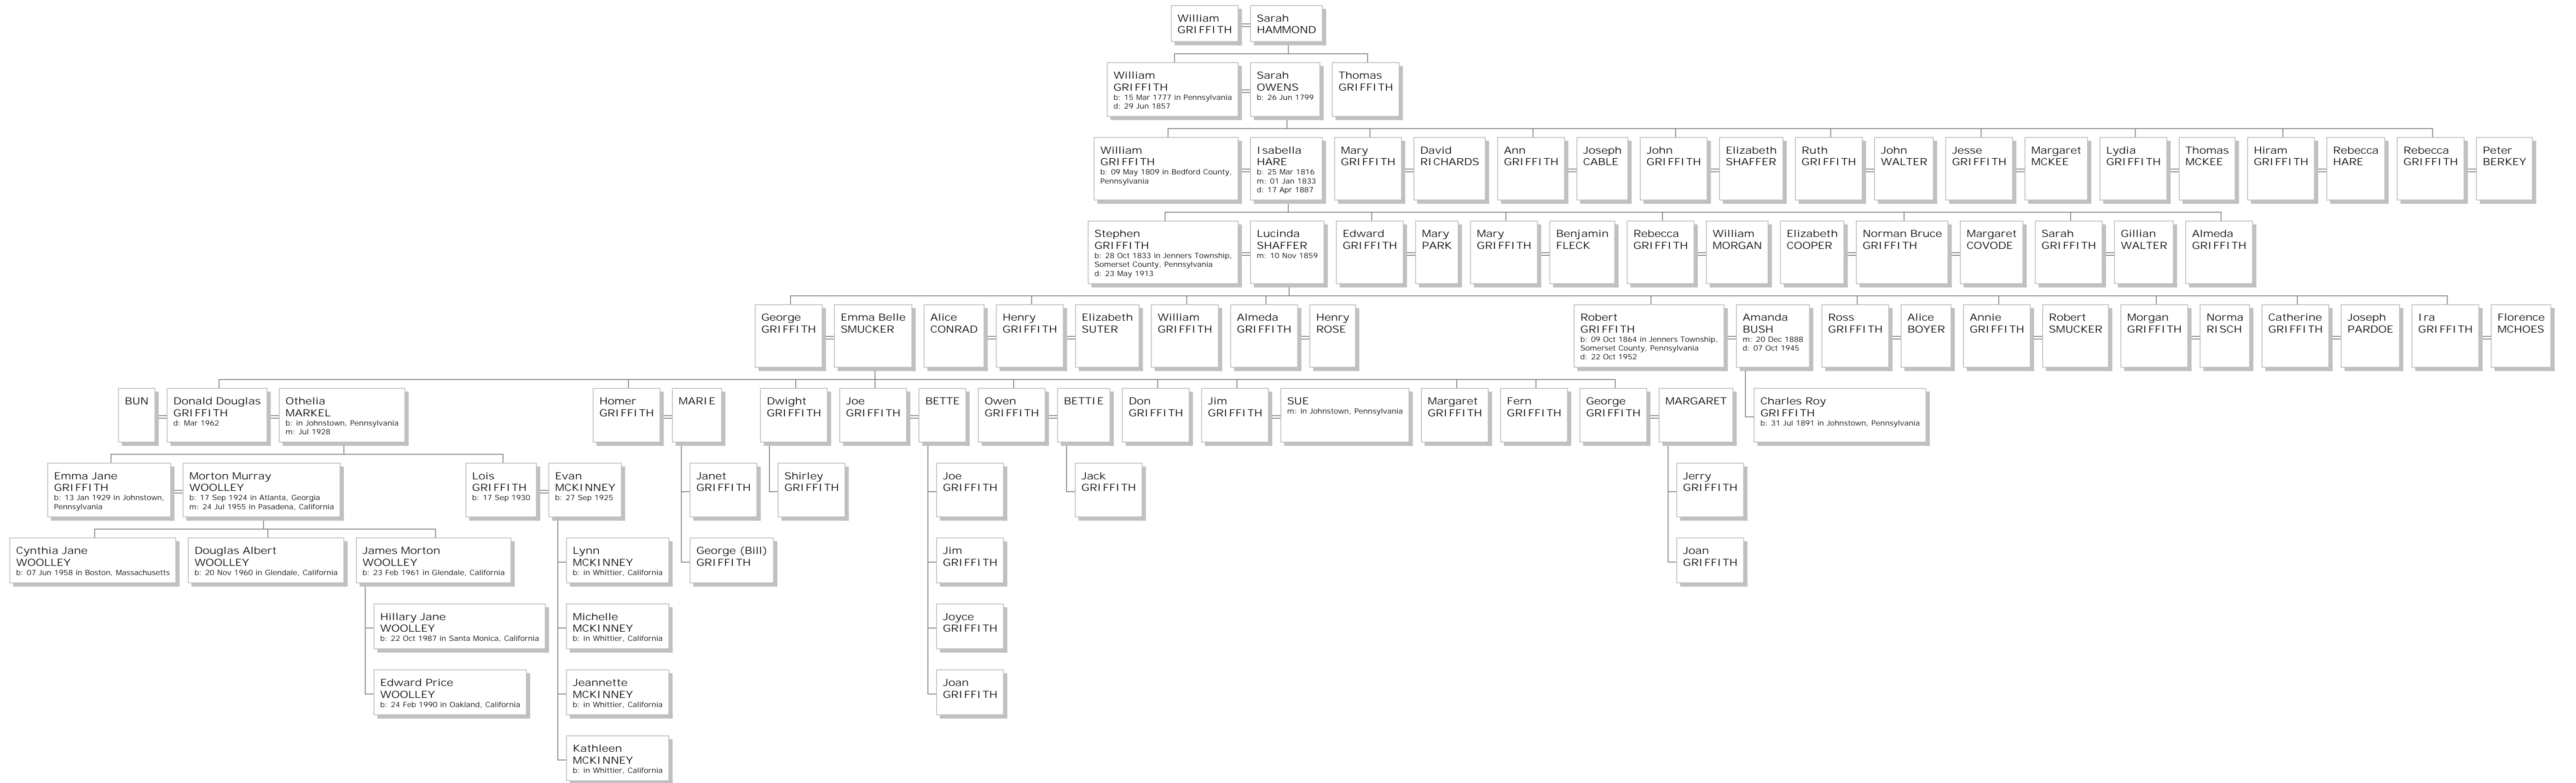 William
GRIFFITH
Sarah
HAMMOND
William
GRIFFITH
b: 15 Mar 1777 in Pennsylvania
d: 29 Jun 1857
Sarah
OWENS
b: 26 Jun 1799
Thomas
GRIFFITH
William
GRIFFITH
b: 09 May 1809 in Bedford County,
Pennsylvania
Isabella
HARE
b: 25 Mar 1816
m: 01 Jan 1833
d: 17 Apr 1887
Mary
GRIFFITH
David
RICHARDS
Ann
GRIFFITH
Joseph
CABLE
John
GRIFFITH
Elizabeth
SHAFFER
Ruth
GRIFFITH
John
WALTER
Jesse
GRIFFITH
Margaret
MCKEE
Lydia
GRIFFITH
Thomas
MCKEE
Hiram
GRIFFITH
Rebecca
HARE
Rebecca
GRIFFITH
Peter
BERKEY
Stephen
GRIFFITH
b: 28 Oct 1833 in Jenners Township,
Somerset County, Pennsylvania
d: 23 May 1913
Lucinda
SHAFFER
m: 10 Nov 1859
Edward
GRIFFITH
Mary
PARK
Mary
GRIFFITH
Benjamin
FLECK
Rebecca
GRIFFITH
William
MORGAN
Elizabeth
COOPER
Norman Bruce
GRIFFITH
Margaret
COVODE
Sarah
GRIFFITH
Gillian
WALTER
Almeda
GRIFFITH
George
GRIFFITH
Emma Belle
SMUCKER
Alice
CONRAD
Henry
GRIFFITH
Elizabeth
SUTER
William
GRIFFITH
Almeda
GRIFFITH
Henry
ROSE
Robert
GRIFFITH
b: 09 Oct 1864 in Jenners Township,
Somerset County, Pennsylvania
d: 22 Oct 1952
Amanda
BUSH
m: 20 Dec 1888
d: 07 Oct 1945
Ross
GRIFFITH
Alice
BOYER
Annie
GRIFFITH
Robert
SMUCKER
Morgan
GRIFFITH
Norma
RISCH
Catherine
GRIFFITH
Joseph
PARDOE
Ira
GRIFFITH
Florence
MCHOES
BUN
Donald Douglas
GRIFFITH
d: Mar 1962
Othelia
MARKEL
b: in Johnstown, Pennsylvania
m: Jul 1928
Homer
GRIFFITH
MARIE
Dwight
GRIFFITH
Joe
GRIFFITH
BETTE
Owen
GRIFFITH
BETTIE
Don
GRIFFITH
Jim
GRIFFITH
SUE
m: in Johnstown, Pennsylvania
Margaret
GRIFFITH
Fern
GRIFFITH
George
GRIFFITH
MARGARET
Charles Roy
GRIFFITH
b: 31 Jul 1891 in Johnstown, Pennsylvania
Emma Jane
GRIFFITH
b: 13 Jan 1929 in Johnstown,
Pennsylvania
Morton Murray
WOOLLEY
b: 17 Sep 1924 in Atlanta, Georgia
m: 24 Jul 1955 in Pasadena, California
Lois
GRIFFITH
b: 17 Sep 1930
Evan
MCKINNEY
b: 27 Sep 1925
Janet
GRIFFITH
Shirley
GRIFFITH
Joe
GRIFFITH
Jack
GRIFFITH
Jerry
GRIFFITH
Cynthia Jane
WOOLLEY
b: 07 Jun 1958 in Boston, Massachusetts
Douglas Albert
WOOLLEY
b: 20 Nov 1960 in Glendale, California
James Morton
WOOLLEY
b: 23 Feb 1961 in Glendale, California
Lynn
MCKINNEY
b: in Whittier, California
George (Bill)
GRIFFITH
Jim
GRIFFITH
Joan
GRIFFITH
Hillary Jane
WOOLLEY
b: 22 Oct 1987 in Santa Monica, California
Michelle
MCKINNEY
b: in Whittier, California
Joyce
GRIFFITH
Edward Price
WOOLLEY
b: 24 Feb 1990 in Oakland, California
Jeannette
MCKINNEY
b: in Whittier, California
Joan
GRIFFITH
Kathleen
MCKINNEY
b: in Whittier, California